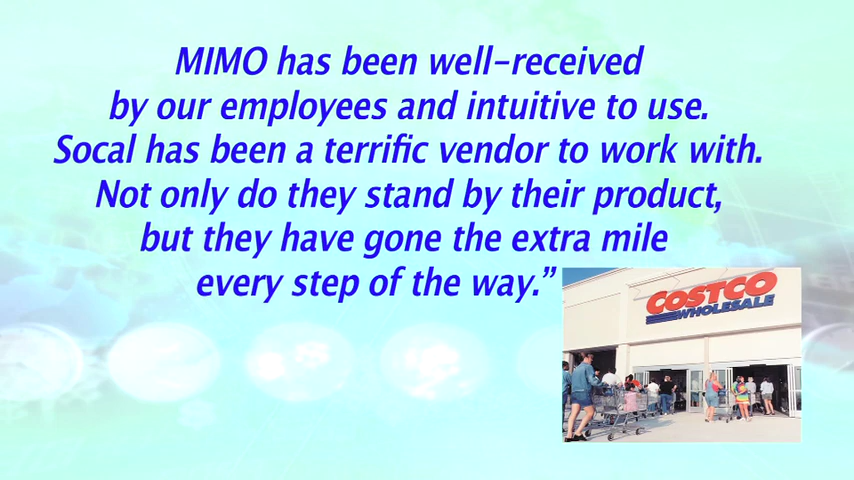 MIMO has been well-received
by our employees and intuitive to use.
Socal has been a terrific vendor to work with.
Not only do they stand by their product,
but they have gone the extra mile
every step of the way.”
COSTCO
WHOLESALE